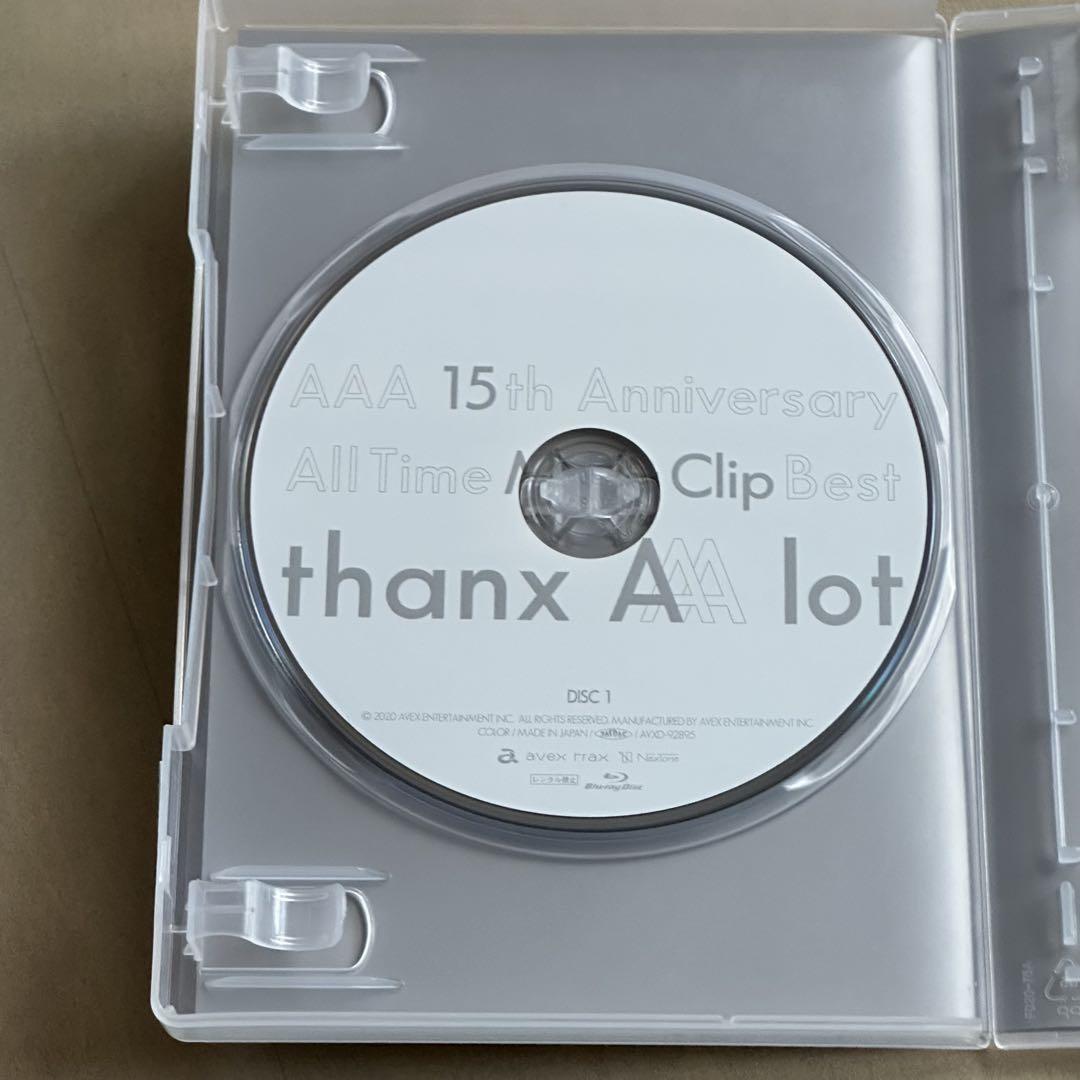 AAA 15th Anniversary
All Time Clip Best
thanx AAA lot
DISC 1
© 2020 AVEX ENTERTAINMENT INC. ALL RIGHTS RESERVED. MANUFACTURED BY AVEX ENTERTAINMENT INC.
COLOR / MADE IN JAPAN / / AVXD-92895
a avex trax N NexTone
レンタル禁止 Blu-ray Disc